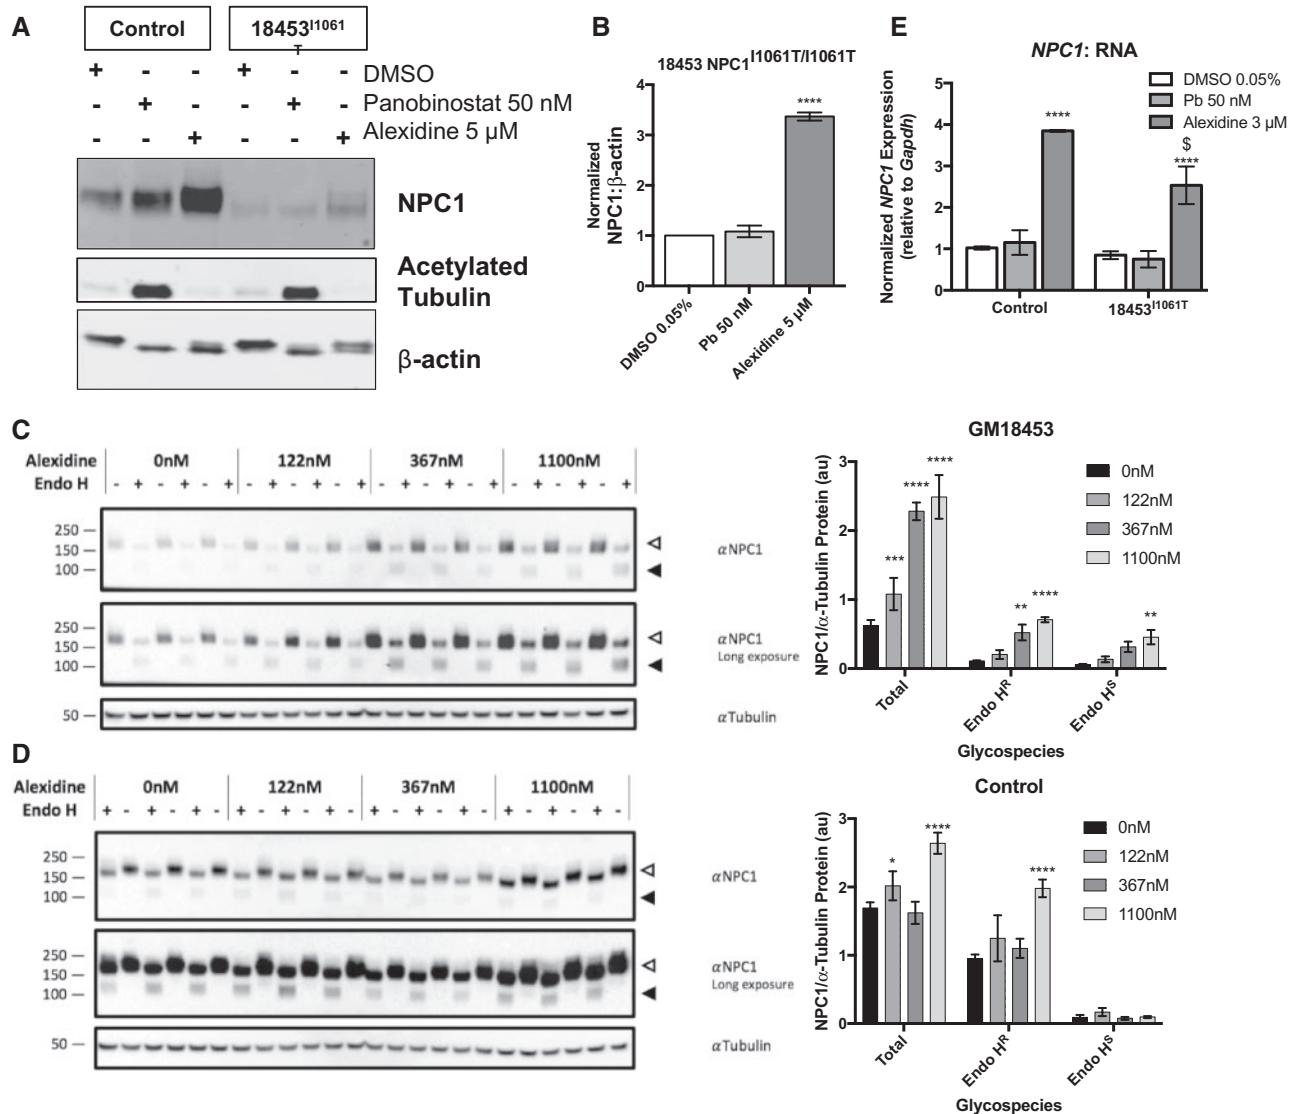 A
Control
18453I1061
T
+ - - + - -
DMSO
- + - - + -
Panobinostat 50 nM
- - + - - +
Alexidine 5 µM
NPC1
Acetylated
Tubulin
β-actin
B
18453 NPC1I1061T/I1061T
Normalized
NPC1:β-actin
4
3
2
1
0
****
DMSO 0.05%
Pb 50 nM
Alexidine 5 µM
E
NPC1: RNA
Normalized NPC1 Expression
(relative to Gapdh)
5
4
3
2
1
0
DMSO 0.05%
Pb 50 nM
Alexidine 3 µM
****
$
****
Control
18453I1061T
C
Alexidine 0nM 122nM 367nM 1100nM
Endo H - + - + - + - + - + - + - + - + - + - + - + - +
250
150
100
αNPC1
250
150
100
αNPC1
Long exposure
50
αTubulin
GM18453
NPC1/α-Tubulin Protein (au)
3
2
1
0
***
****
****
**
****
**
0nM
122nM
367nM
1100nM
Total
Endo HR
Endo HS
Glycospecies
D
Alexidine 0nM 122nM 367nM 1100nM
Endo H + - + - + - + - + - + - + - + - + - + - + - + -
250
150
100
αNPC1
250
150
100
αNPC1
Long exposure
50
αTubulin
Control
NPC1/α-Tubulin Protein (au)
3
2
1
0
*
****
****
0nM
122nM
367nM
1100nM
Total
Endo HR
Endo HS
Glycospecies